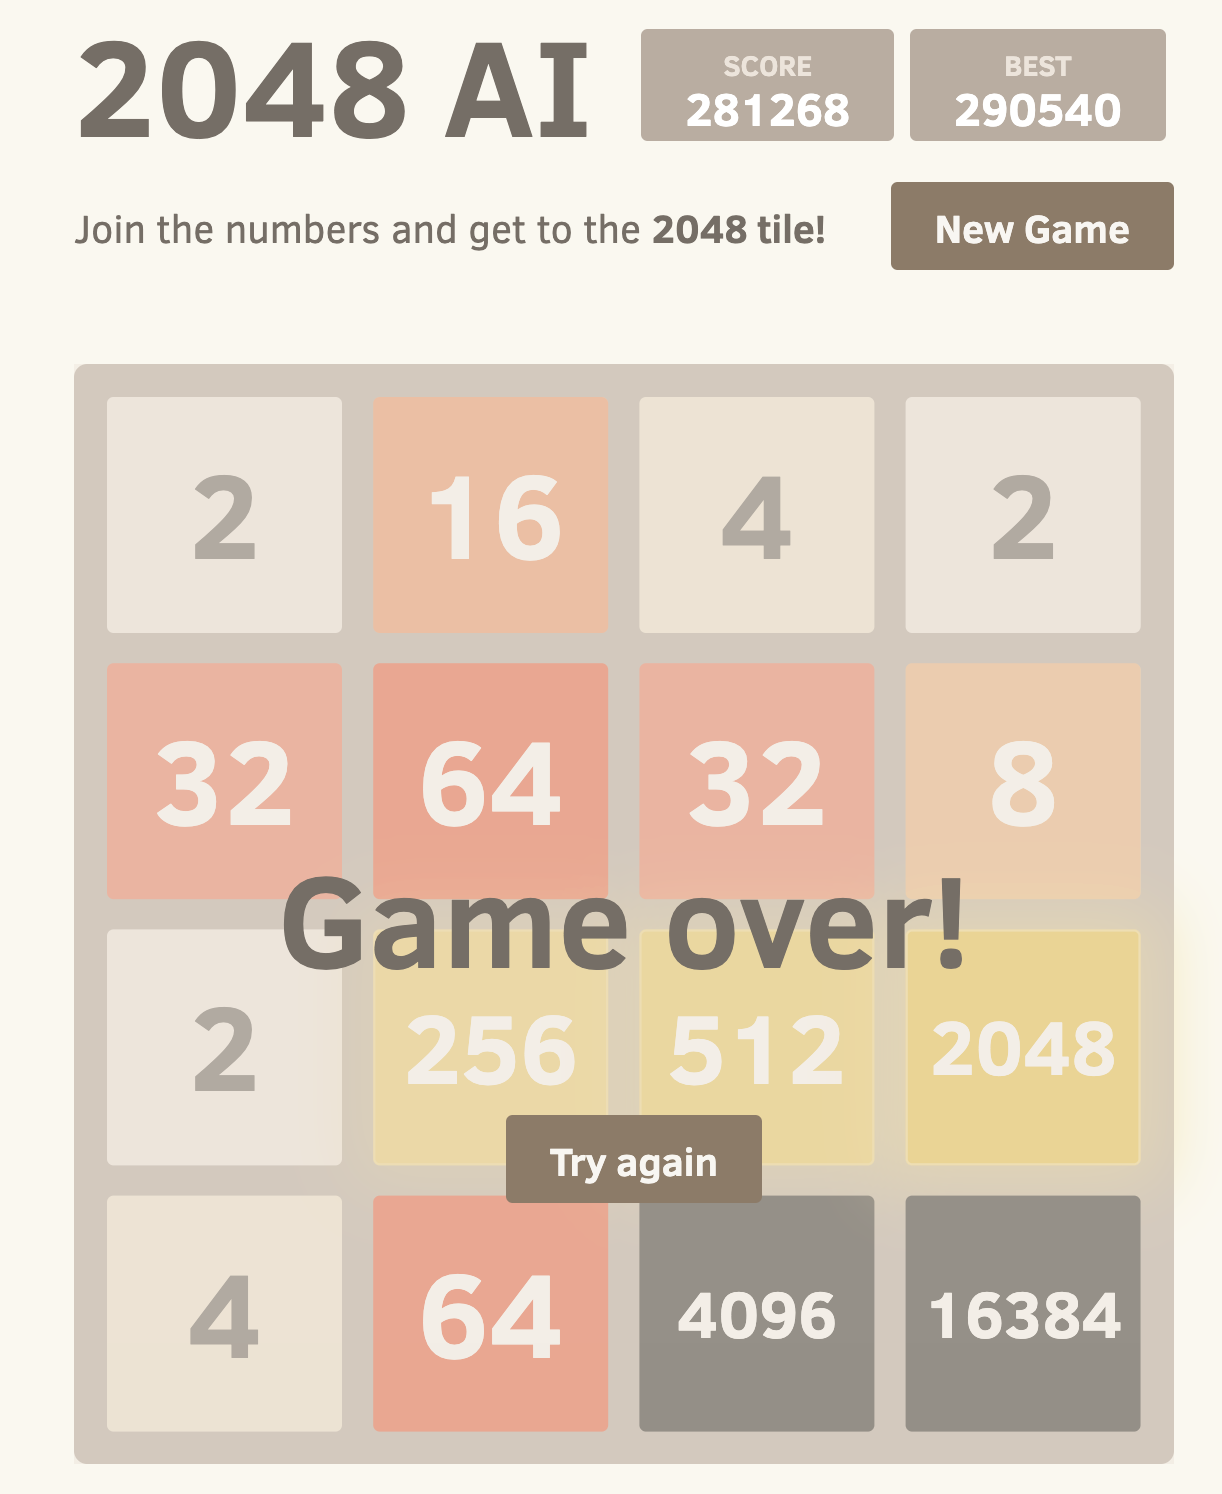 2048 AI
SCORE
281268
BEST
290540
Join the numbers and get to the 2048 tile!
New Game
2 16 4 2
32 64 32 8
Game over!
2 256 512 2048
Try again
4 64 4096 16384